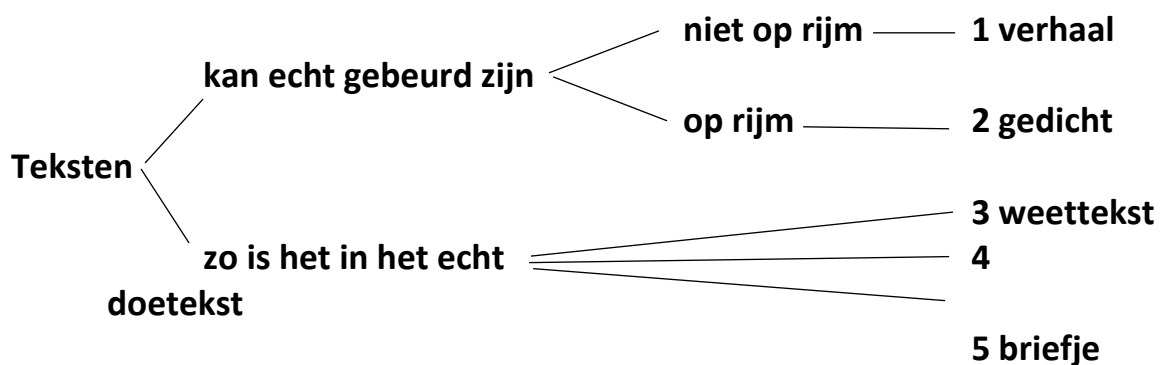 niet op rijm
1 verhaal
kan echt gebeurd zijn
op rijm
2 gedicht
Teksten
3 weettekst
zo is het in het echt
4
doetekst
5 briefje